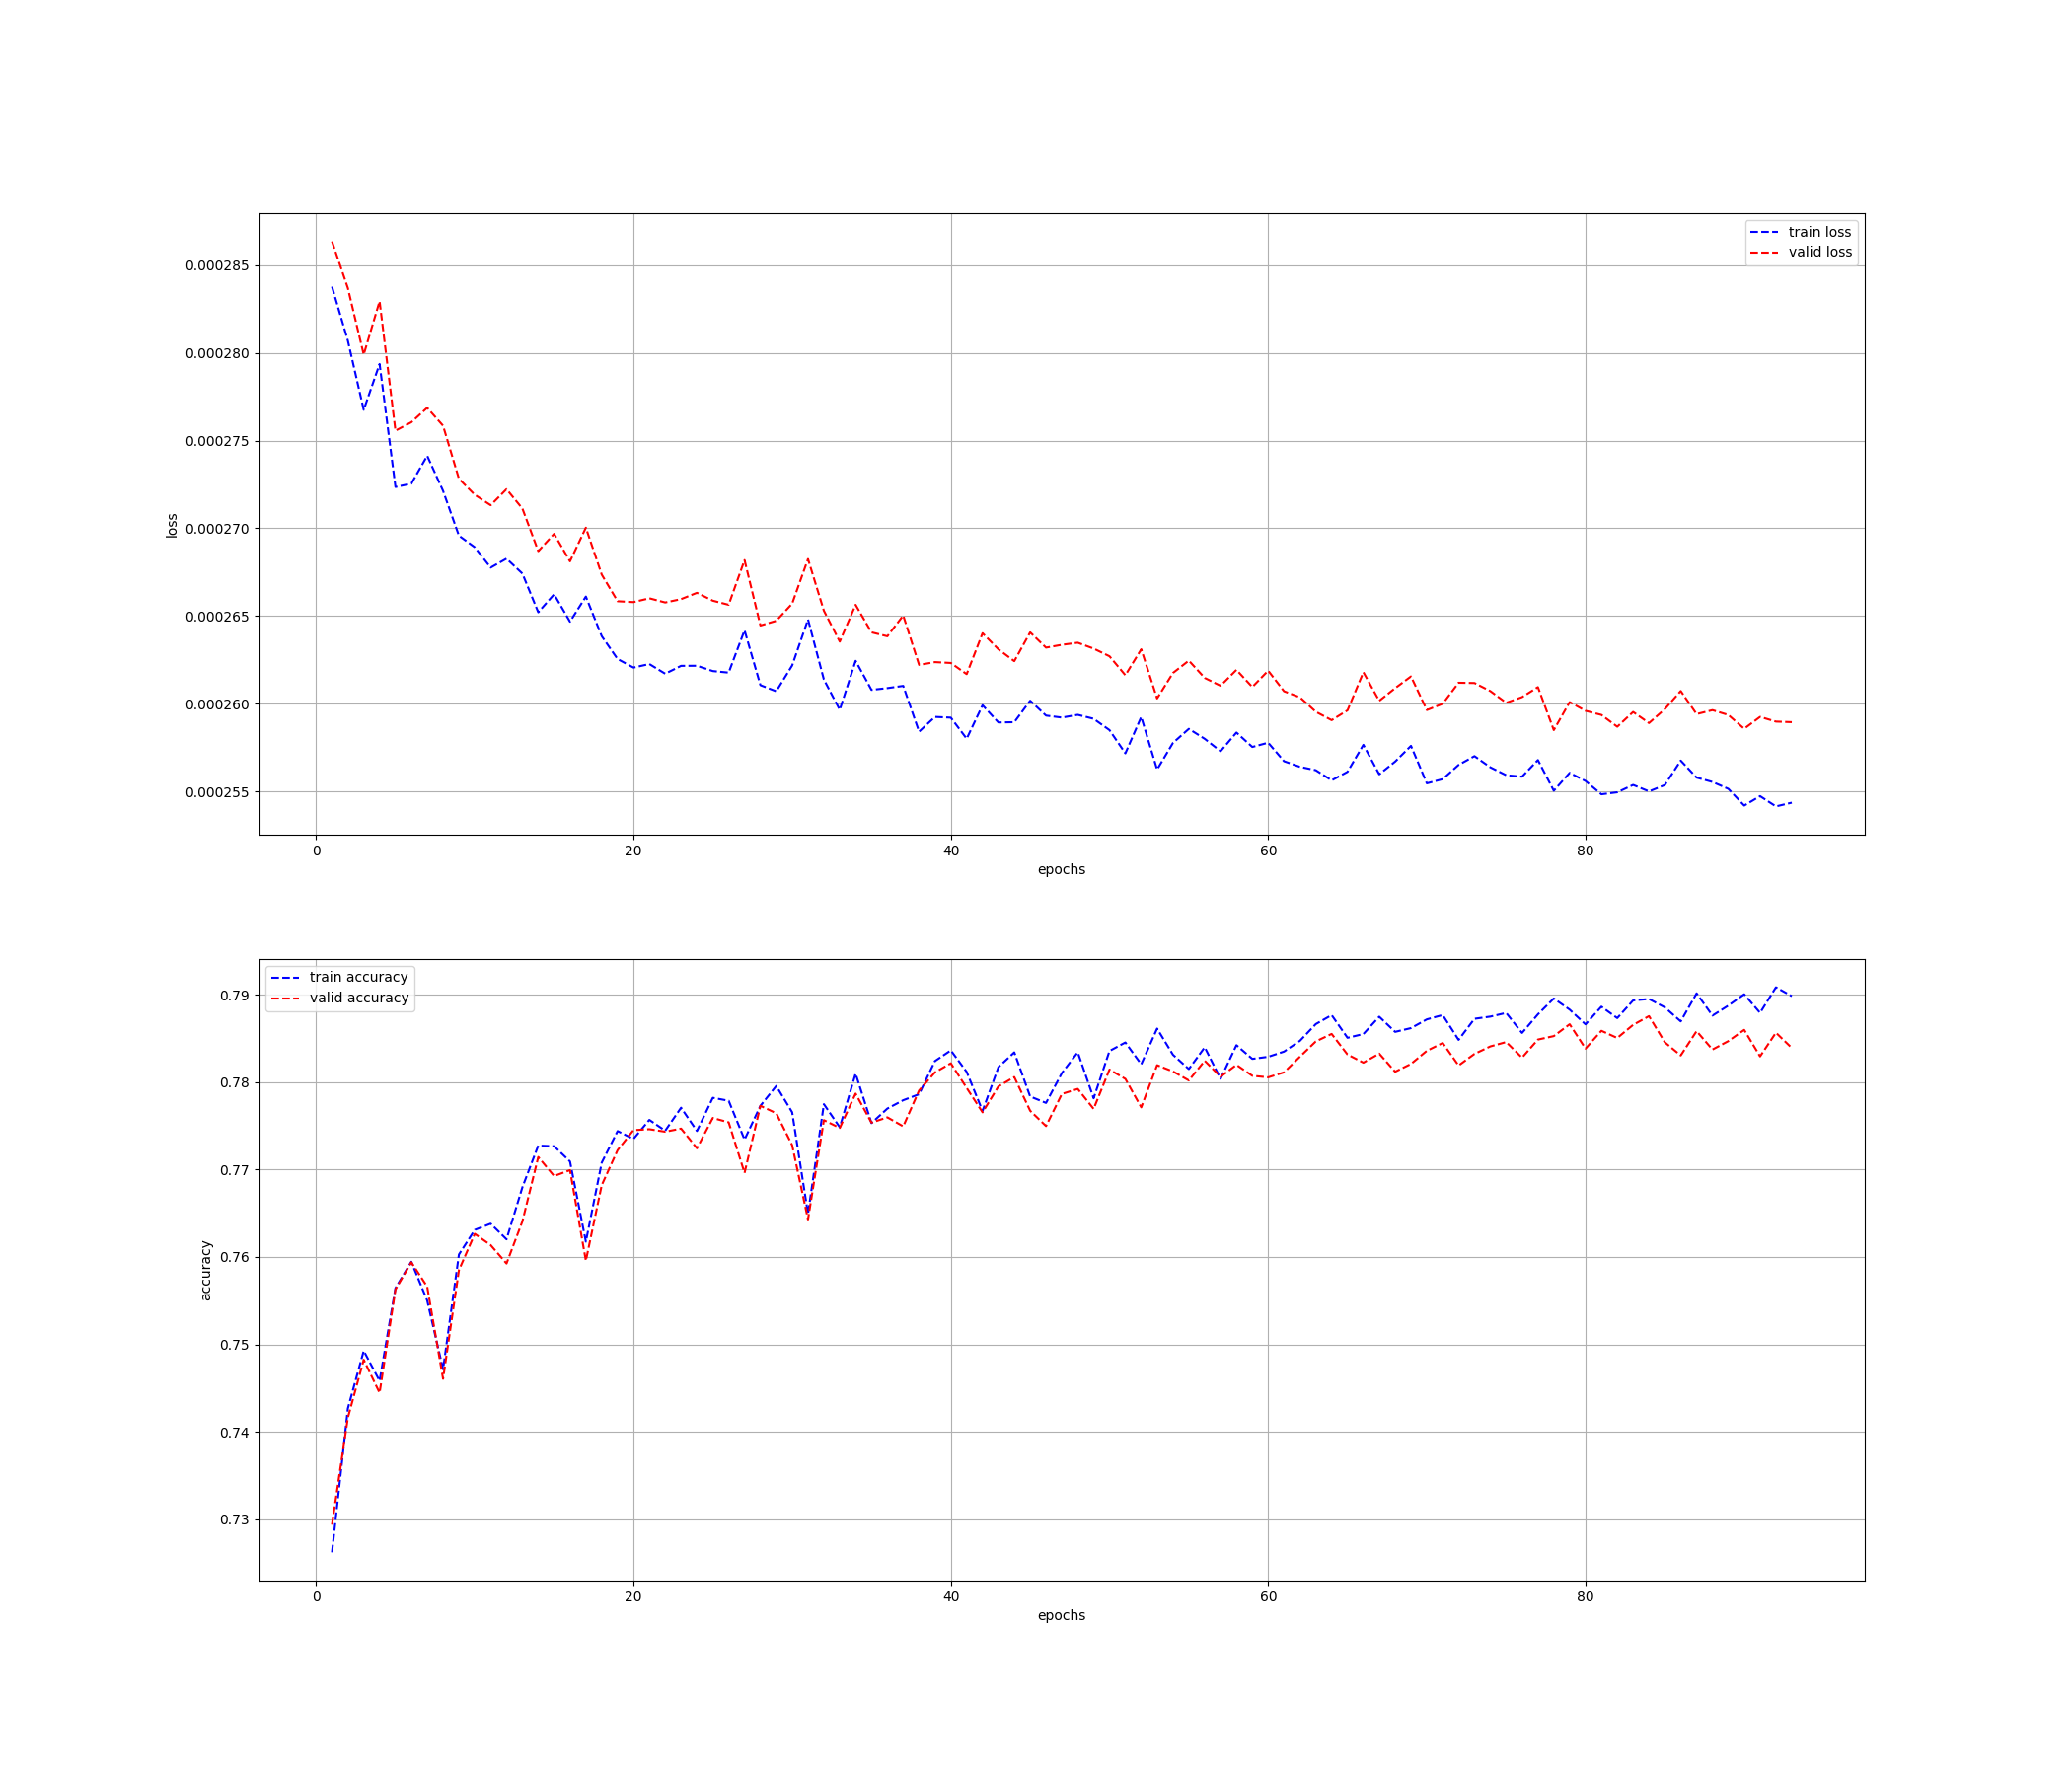 train loss
valid loss
0.000285
0.000280
0.000275
0.000270
0.000265
0.000260
0.000255
loss
0 20 40 60 80
epochs
train accuracy
valid accuracy
0.79
0.78
0.77
0.76
0.75
0.74
0.73
accuracy
0 20 40 60 80
epochs